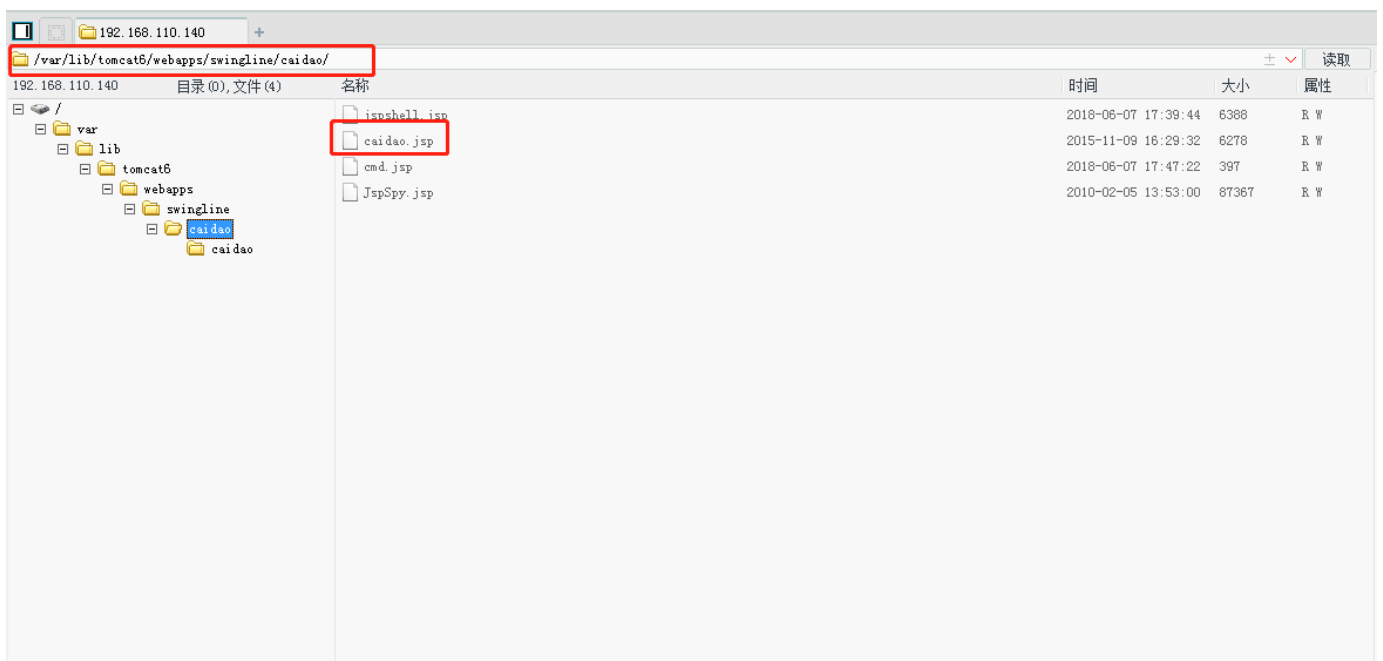 192.168.110.140 +
/var/lib/tomcat6/webapps/swingline/caidao/ 读取
192.168.110.140 目录(0),文件(4) 名称 时间 大小 属性
/
var
lib
tomcat6
webapps
swingline
caidao
caidao
jspshell.jsp 2018-06-07 17:39:44 6388 R W
caidao.jsp 2015-11-09 16:29:32 6278 R W
cmd.jsp 2018-06-07 17:47:22 397 R W
JspSpy.jsp 2010-02-05 13:53:00 87367 R W